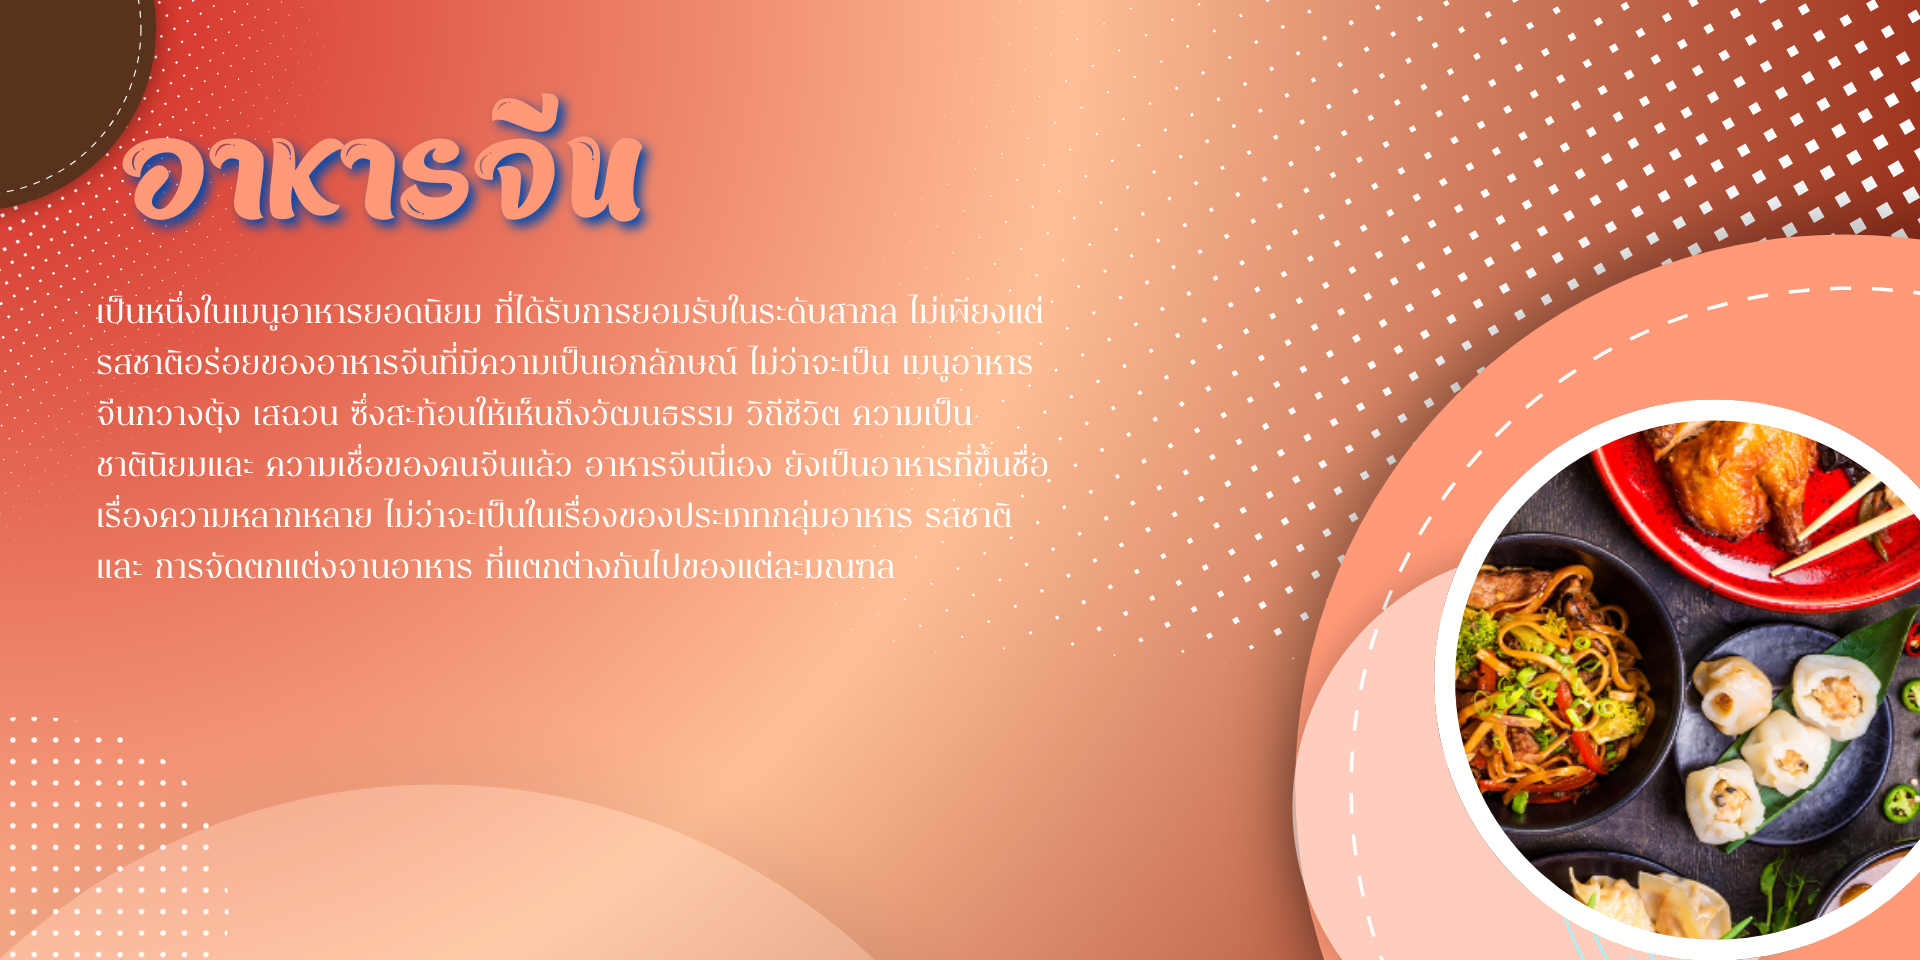 อาหารจีน
เป็นหนึ่งในเมนูอาหารยอดนิยม ที่ได้รับการยอมรับในระดับสากล ไม่เพียงแต่
รสชาติอร่อยของอาหารจีนที่มีความเป็นเอกลักษณ์ ไม่ว่าจะเป็น เมนูอาหาร
จีนกวางตุ้ง เสฉวน ซึ่งสะท้อนให้เห็นถึงวัฒนธรรม วิถีชีวิต ความเป็น
ชาตินิยมและ ความเชื่อของคนจีนแล้ว อาหารจีนนี่เอง ยังเป็นอาหารที่ขึ้นชื่อ
เรื่องความหลากหลาย ไม่ว่าจะเป็นในเรื่องของประเภทกลุ่มอาหาร รสชาติ
และ การจัดตกแต่งจานอาหาร ที่แตกต่างกันไปของแต่ละมณฑล